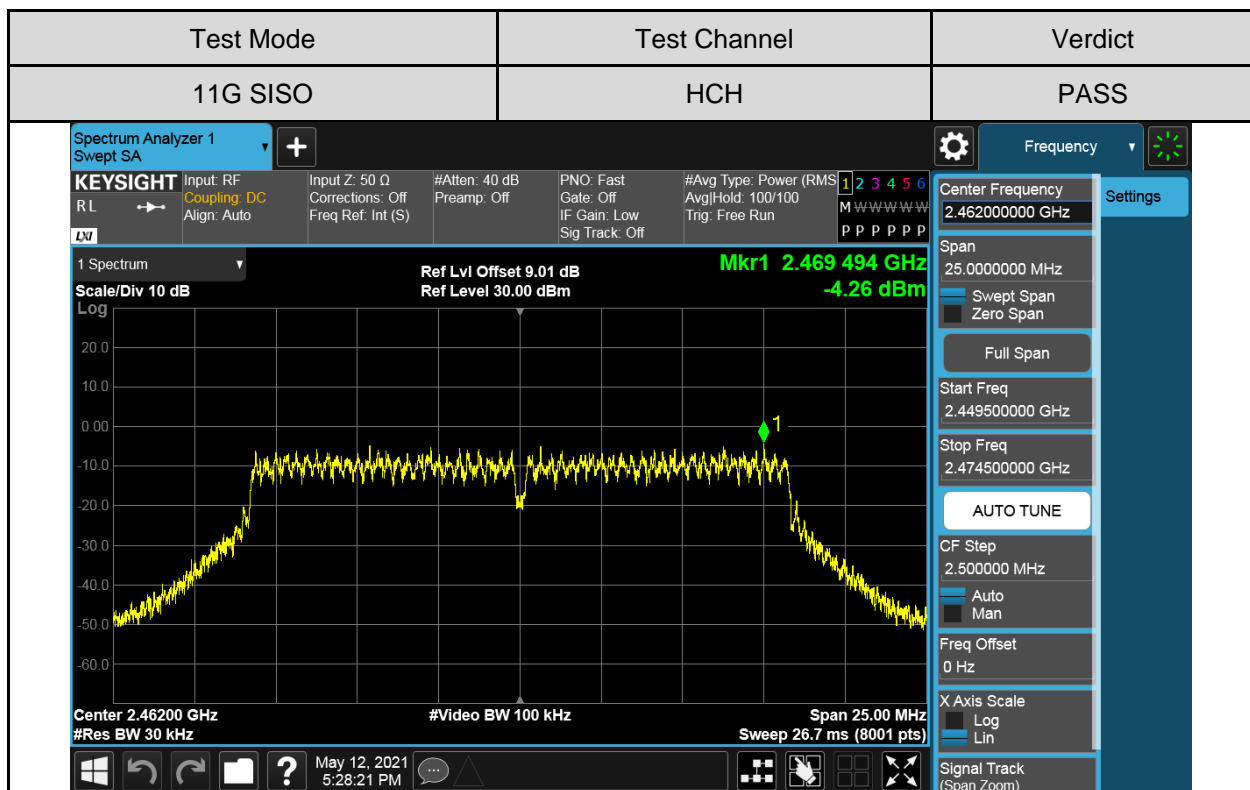 Test Mode Test Channel Verdict
11G SISO HCH PASS
Spectrum Analyzer 1
Swept SA
+
Frequency
KEYSIGHT
RL
LXI
Input: RF
Coupling: DC
Align: Auto
Input Z: 50 Ω
Corrections: Off
Freq Ref: Int (S)
#Atten: 40 dB
Preamp: Off
PNO: Fast
Gate: Off
IF Gain: Low
Sig Track: Off
#Avg Type: Power (RMS
Avg|Hold: 100/100
Trig: Free Run
1 2 3 4 5 6
M W W W W W
P P P P P P
1 Spectrum
Scale/Div 10 dB
Log
Ref Lvl Offset 9.01 dB
Ref Level 30.00 dBm
Mkr1 2.469 494 GHz
-4.26 dBm
20.0
10.0
0.00
-10.0
-20.0
-30.0
-40.0
-50.0
-60.0
1
Center 2.46200 GHz
#Res BW 30 kHz
#Video BW 100 kHz
Span 25.00 MHz
Sweep 26.7 ms (8001 pts)
Center Frequency
2.462000000 GHz
Settings
Span
25.0000000 MHz
Swept Span
Zero Span
Full Span
Start Freq
2.449500000 GHz
Stop Freq
2.474500000 GHz
AUTO TUNE
CF Step
2.500000 MHz
Auto
Man
Freq Offset
0 Hz
X Axis Scale
Log
Lin
Signal Track
(Span Zoom)
?
May 12, 2021
5:28:21 PM